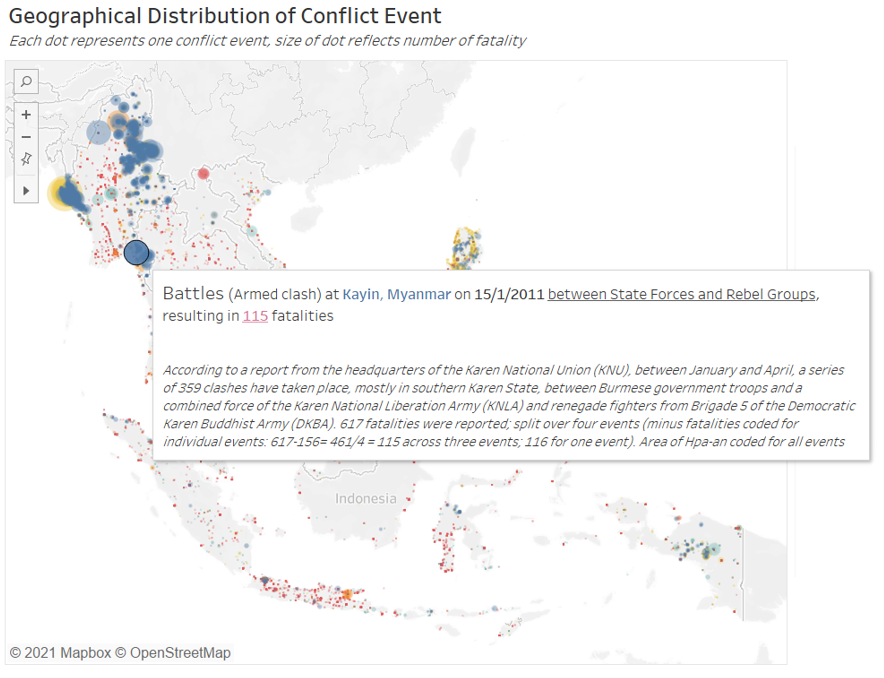 Geographical Distribution of Conflict Event
Each dot represents one conflict event, size of dot reflects number of fatality
Battles (Armed clash) at Kayin, Myanmar on 15/1/2011 between State Forces and Rebel Groups,
resulting in 115 fatalities
According to a report from the headquarters of the Karen National Union (KNU), between January and April, a series
of 359 clashes have taken place, mostly in southern Karen State, between Burmese government troops and a
combined force of the Karen National Liberation Army (KNLA) and renegade fighters from Brigade 5 of the Democratic
Karen Buddhist Army (DKBA). 617 fatalities were reported; split over four events (minus fatalities coded for
individual events: 617-156= 461/4 = 115 across three events; 116 for one event). Area of Hpa-an coded for all events
Indonesia
© 2021 Mapbox © OpenStreetMap